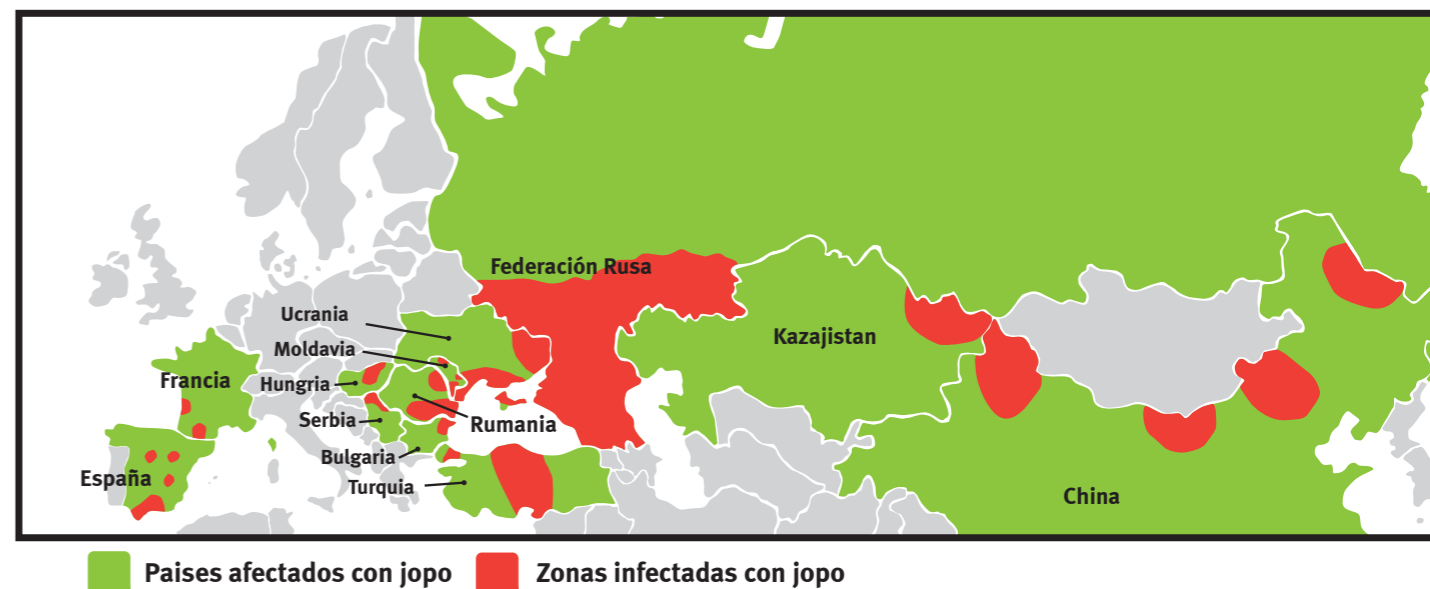 Federación Rusa
Ucrania
Moldavia
Kazajistan
Francia
Hungria
Serbia
Rumania
Bulgaria
España
Turquia
China
Paises afectados con jopo
Zonas infectadas con jopo